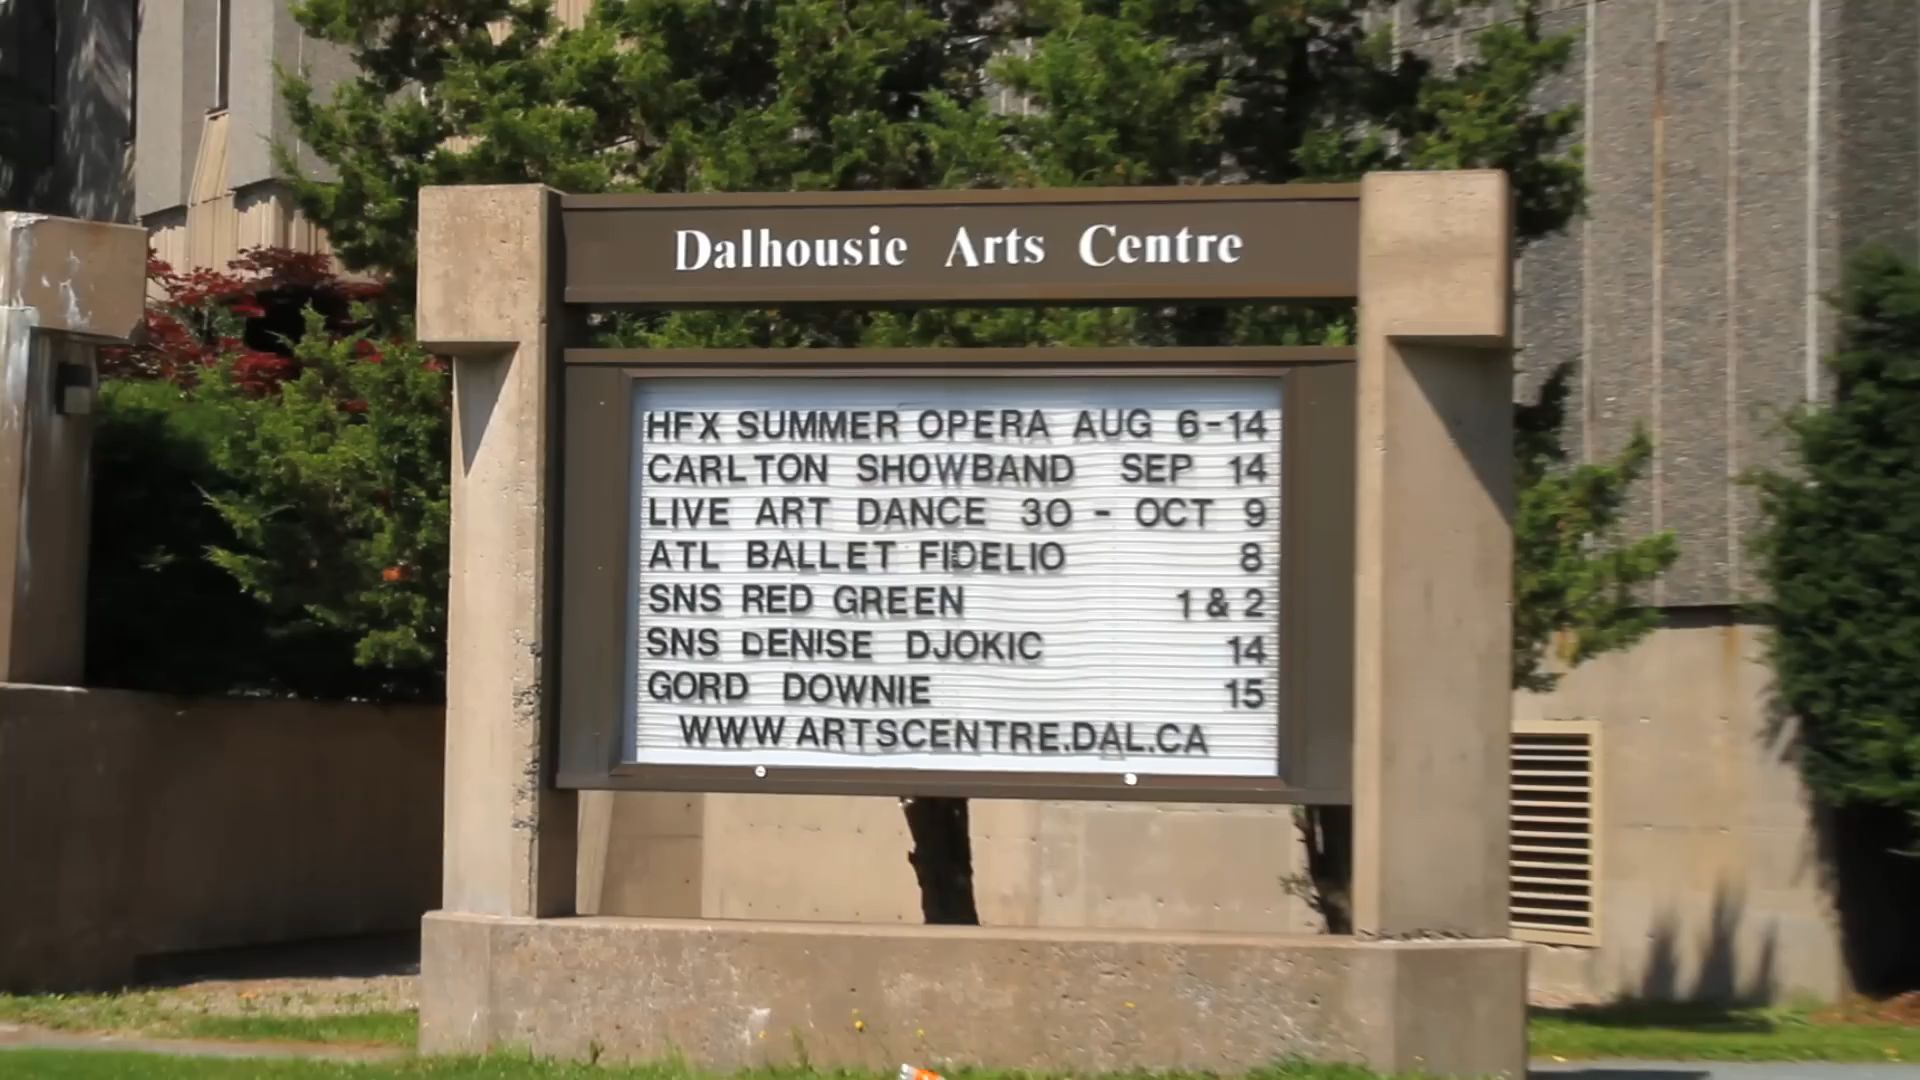 Dalhousie Arts Centre
HFX SUMMER OPERA AUG 6-14
CARLTON SHOWBAND SEP 14
LIVE ART DANCE 30 - OCT 9
ATL BALLET FIDELIO 8
SNS RED GREEN 1 & 2
SNS DENISE DJOKIC 14
GORD DOWNIE 15
WWW ARTSCENTRE.DAL.CA